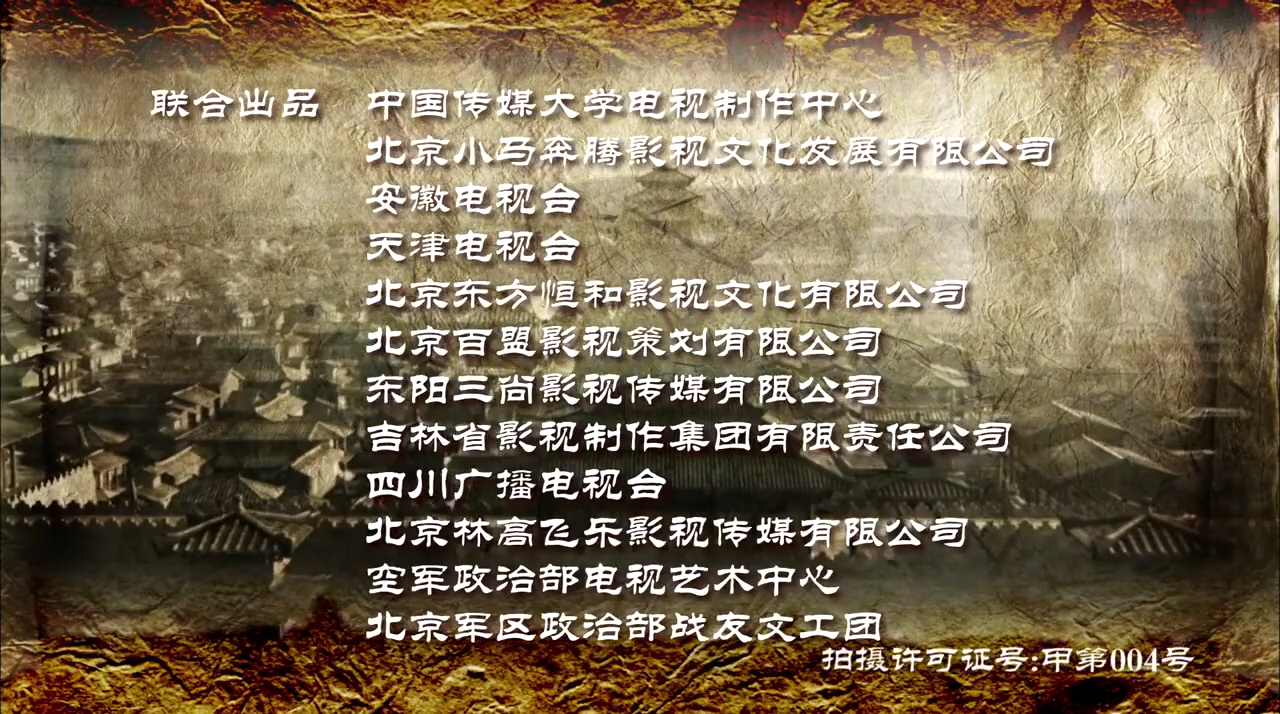 联合出品 中国传媒大学电视制作中心
北京小马奔腾影视文化发展有限公司
安徽电视台
天津电视台
北京东方恒和影视文化有限公司
北京百盟影视策划有限公司
东阳三尚影视传媒有限公司
吉林省影视制作集团有限责任公司
四川广播电视台
北京林高飞乐影视传媒有限公司
空军政治部电视艺术中心
北京军区政治部战友文工团
拍摄许可证号:甲第004号